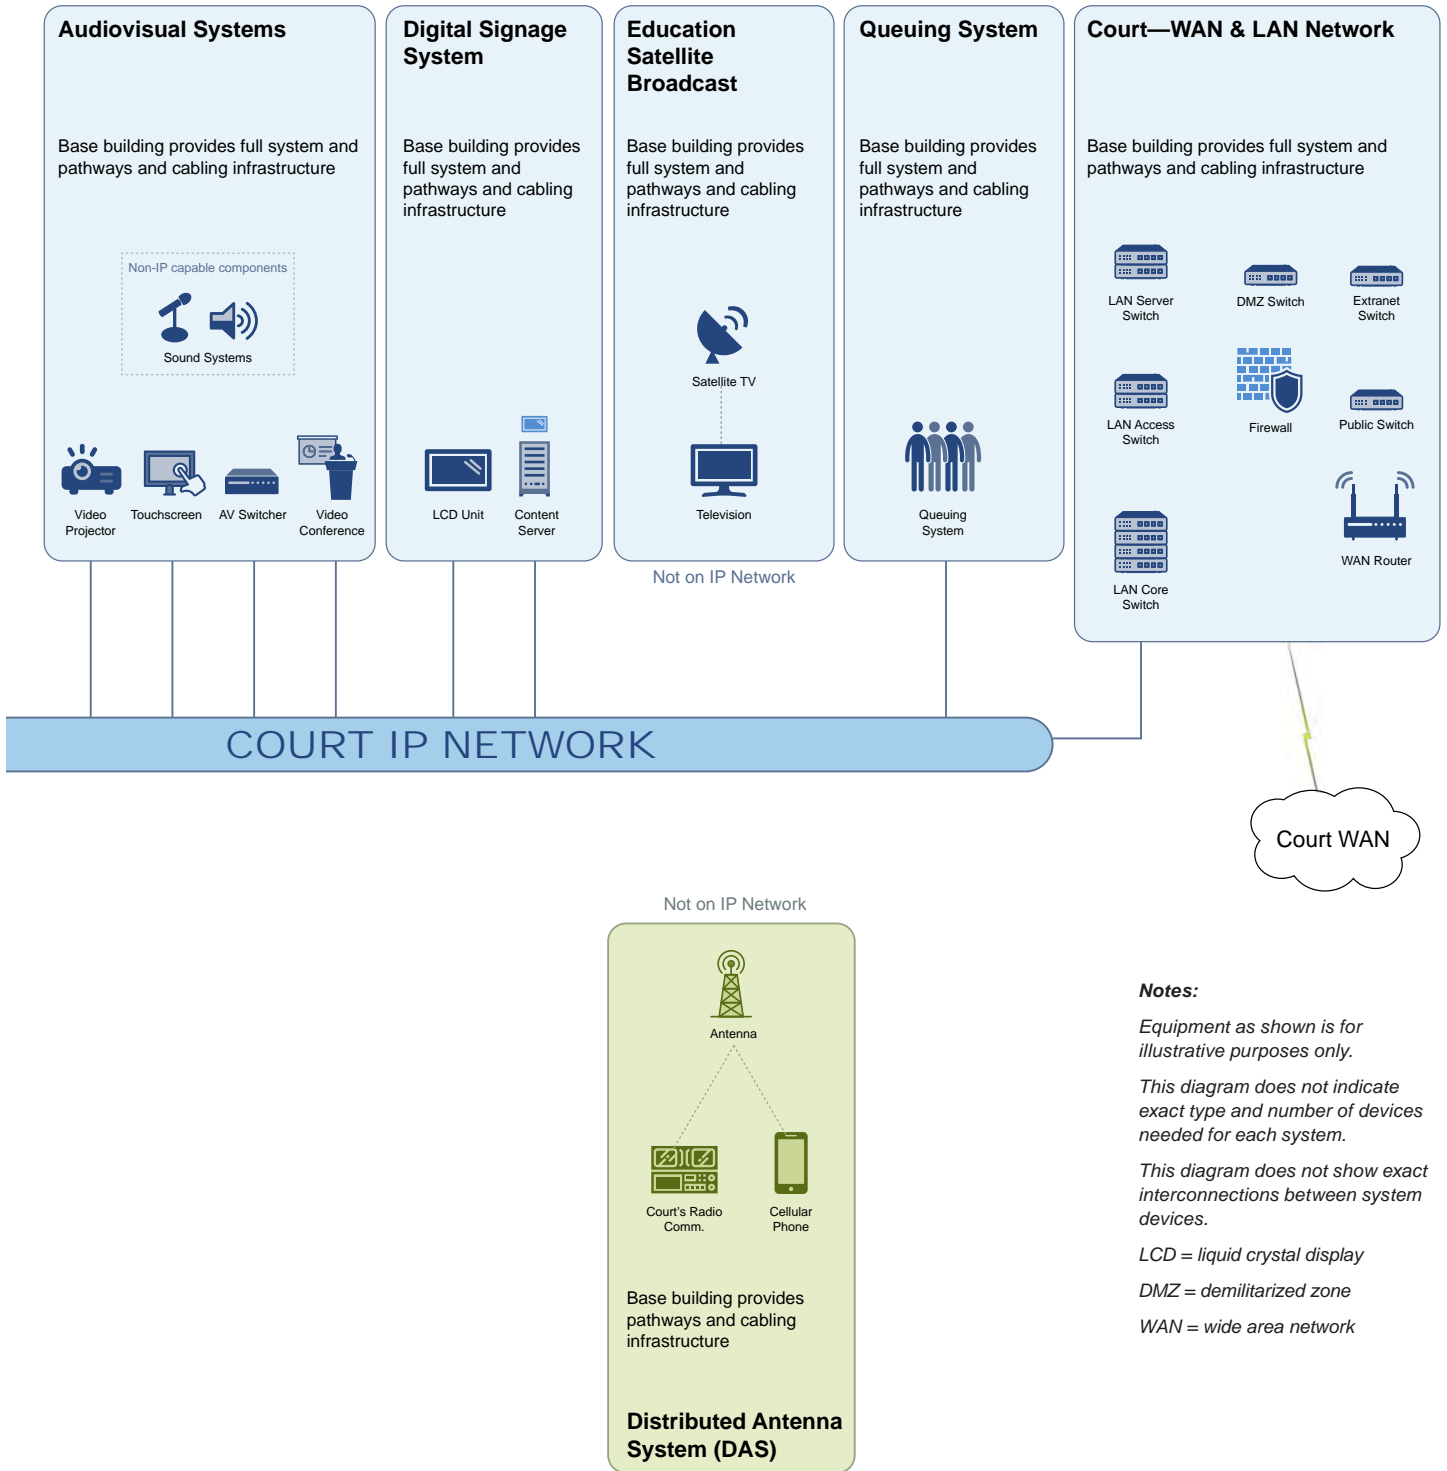 Audiovisual Systems
Base building provides full system and
pathways and cabling infrastructure
Non-IP capable components
Sound Systems
Video
Projector
Touchscreen
AV Switcher
Video
Conference
Digital Signage
System
Base building provides
full system and
pathways and cabling
infrastructure
LCD Unit
Content
Server
Education
Satellite
Broadcast
Base building provides
full system and
pathways and cabling
infrastructure
Satellite TV
Television
Not on IP Network
Queuing System
Base building provides
full system and
pathways and cabling
infrastructure
Queuing
System
Court—WAN & LAN Network
Base building provides full system and
pathways and cabling infrastructure
LAN Server
Switch
DMZ Switch
Extranet
Switch
LAN Access
Switch
Firewall
Public Switch
LAN Core
Switch
WAN Router
COURT IP NETWORK
Court WAN
Not on IP Network
Antenna
Court's Radio
Comm.
Cellular
Phone
Base building provides
pathways and cabling
infrastructure
Distributed Antenna
System (DAS)
Notes:
Equipment as shown is for
illustrative purposes only.
This diagram does not indicate
exact type and number of devices
needed for each system.
This diagram does not show exact
interconnections between system
devices.
LCD = liquid crystal display
DMZ = demilitarized zone
WAN = wide area network